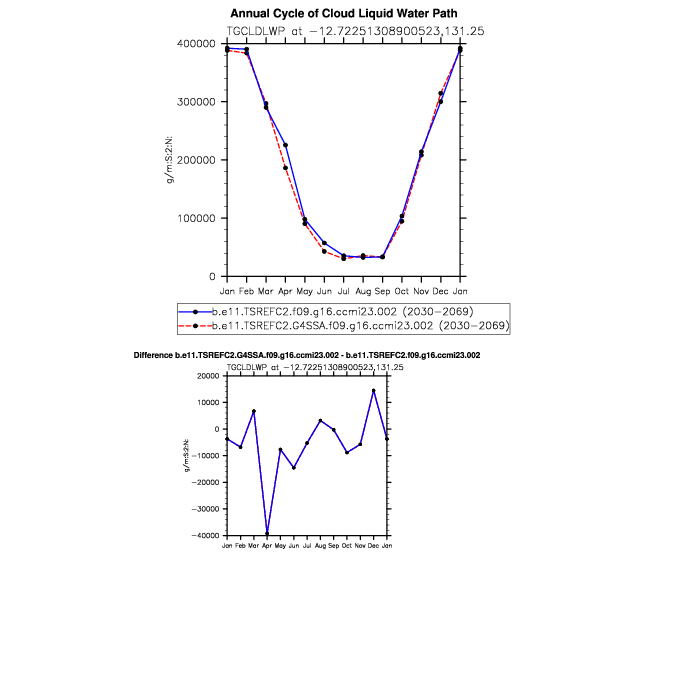 Annual Cycle of Cloud Liquid Water Path
TGCLDLWP at −12.72251308900523,131.25
400000
300000
200000
100000
0
g/m:S:2:N:
Jan Feb Mar Apr May Jun Jul Aug Sep Oct Nov Dec Jan
b.e11.TSREFC2.f09.g16.ccmi23.002 (2030−2069)
b.e11.TSREFC2.G4SSA.f09.g16.ccmi23.002 (2030−2069)
Difference b.e11.TSREFC2.G4SSA.f09.g16.ccmi23.002 - b.e11.TSREFC2.f09.g16.ccmi23.002
TGCLDLWP at −12.72251308900523,131.25
20000
10000
0
−10000
−20000
−30000
−40000
g/m:S:2:N:
Jan Feb Mar Apr May Jun Jul Aug Sep Oct Nov Dec Jan